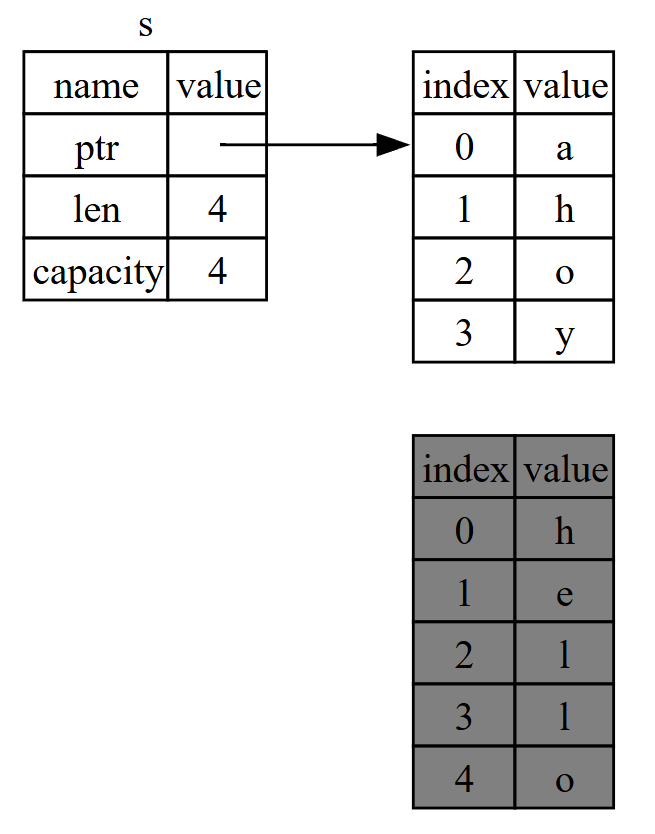 s
name value
ptr
len 4
capacity 4
index value
0 a
1 h
2 o
3 y
index value
0 h
1 e
2 l
3 l
4 o